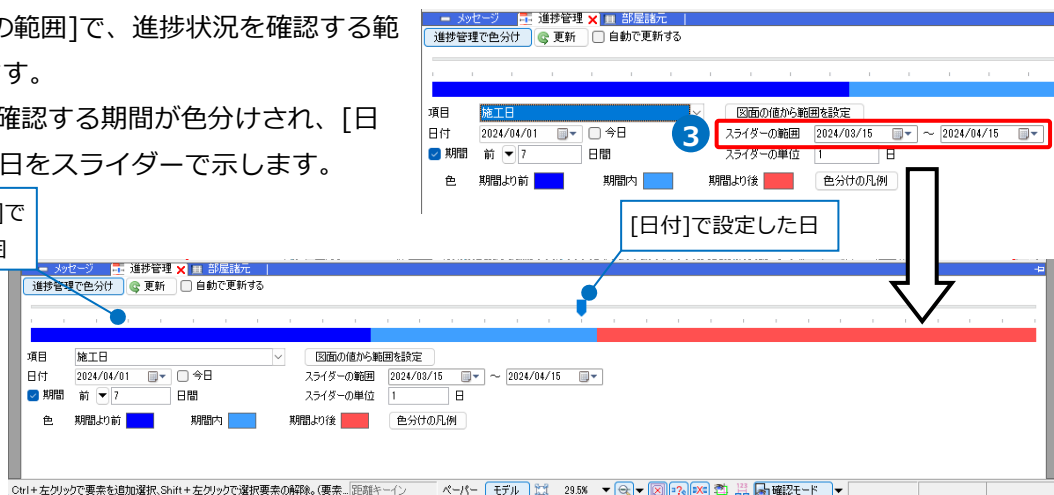 の範囲]で、進捗状況を確認する範
す。
確認する期間が色分けされ、[日
日をスライダーで示します。
]で
囲
メッセージ 進捗管理 部屋諸元
進捗管理で色分け 更新 自動で更新する
項目 施工日 図面の値から範囲を設定
日付 2024/04/01 今日 3 スライダーの範囲 2024/03/15 ～ 2024/04/15
期間 前 7 日間 スライダーの単位 1 日
色 期間より前 期間内 期間より後 色分けの凡例
[日付]で設定した日
メッセージ 進捗管理 部屋諸元
進捗管理で色分け 更新 自動で更新する
項目 施工日 図面の値から範囲を設定
日付 2024/04/01 今日 スライダーの範囲 2024/03/15 ～ 2024/04/15
期間 前 7 日間 スライダーの単位 1 日
色 期間より前 期間内 期間より後 色分けの凡例
Ctrl+左クリックで要素を追加選択、Shift+左クリックで選択要素の解除。(要素... 距離キーイン ペーパー モデル 29.5% 確認モード